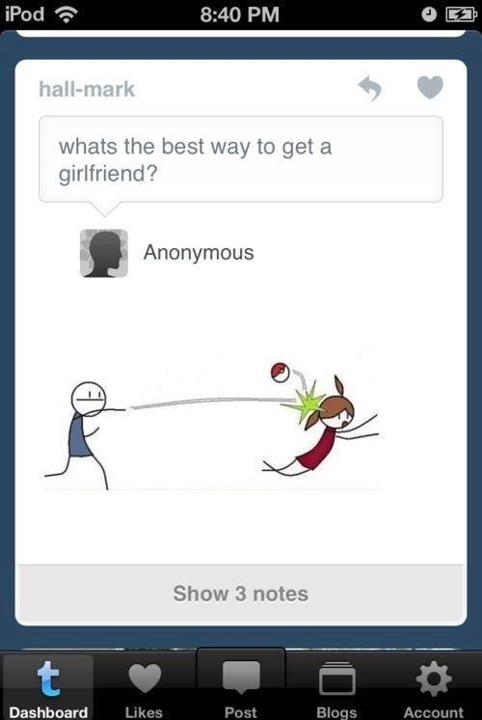 iPod 8:40 PM
hall-mark
whats the best way to get a
girlfriend?
Anonymous
Show 3 notes
t
Dashboard Likes Post Blogs Account